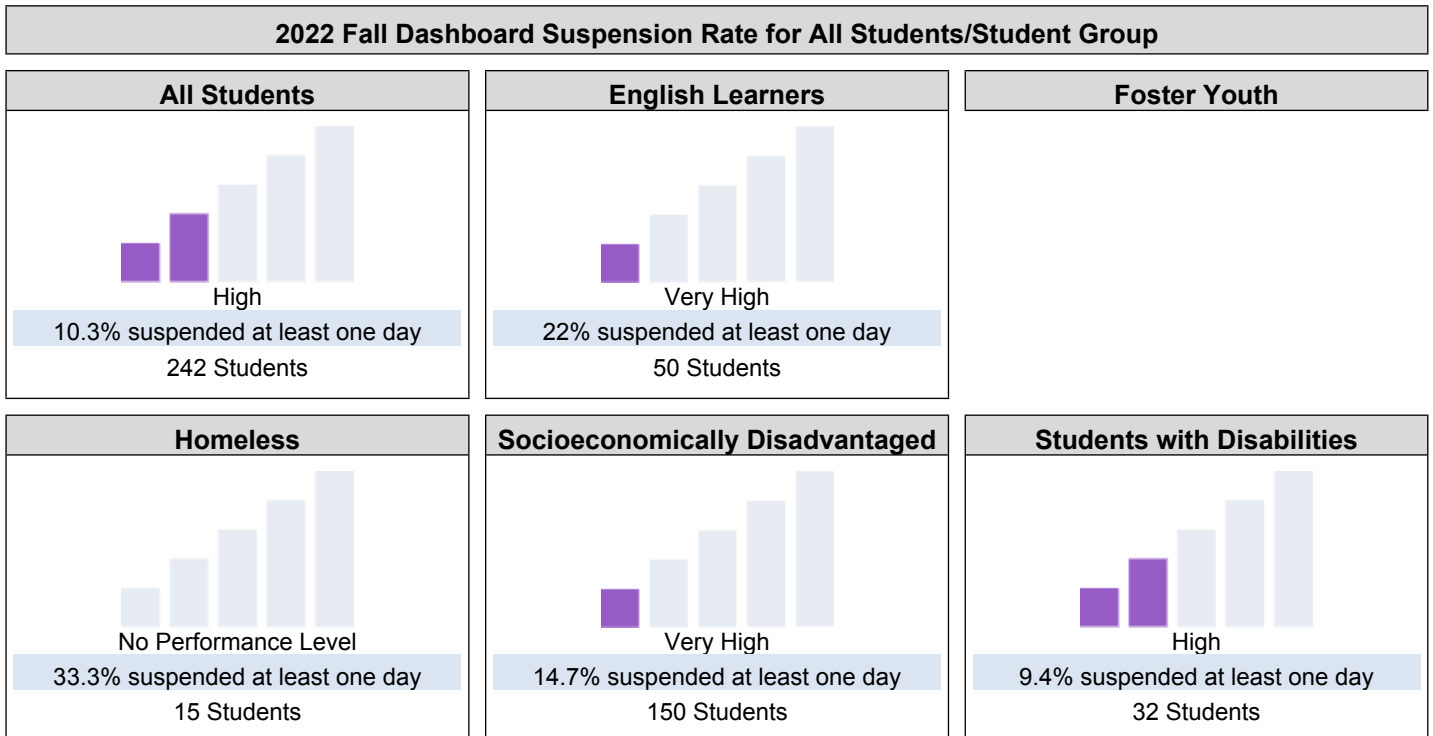 2022 Fall Dashboard Suspension Rate for All Students/Student Group
All Students
High
10.3% suspended at least one day
242 Students
English Learners
Very High
22% suspended at least one day
50 Students
Foster Youth
Homeless
No Performance Level
33.3% suspended at least one day
15 Students
Socioeconomically Disadvantaged
Very High
14.7% suspended at least one day
150 Students
Students with Disabilities
High
9.4% suspended at least one day
32 Students